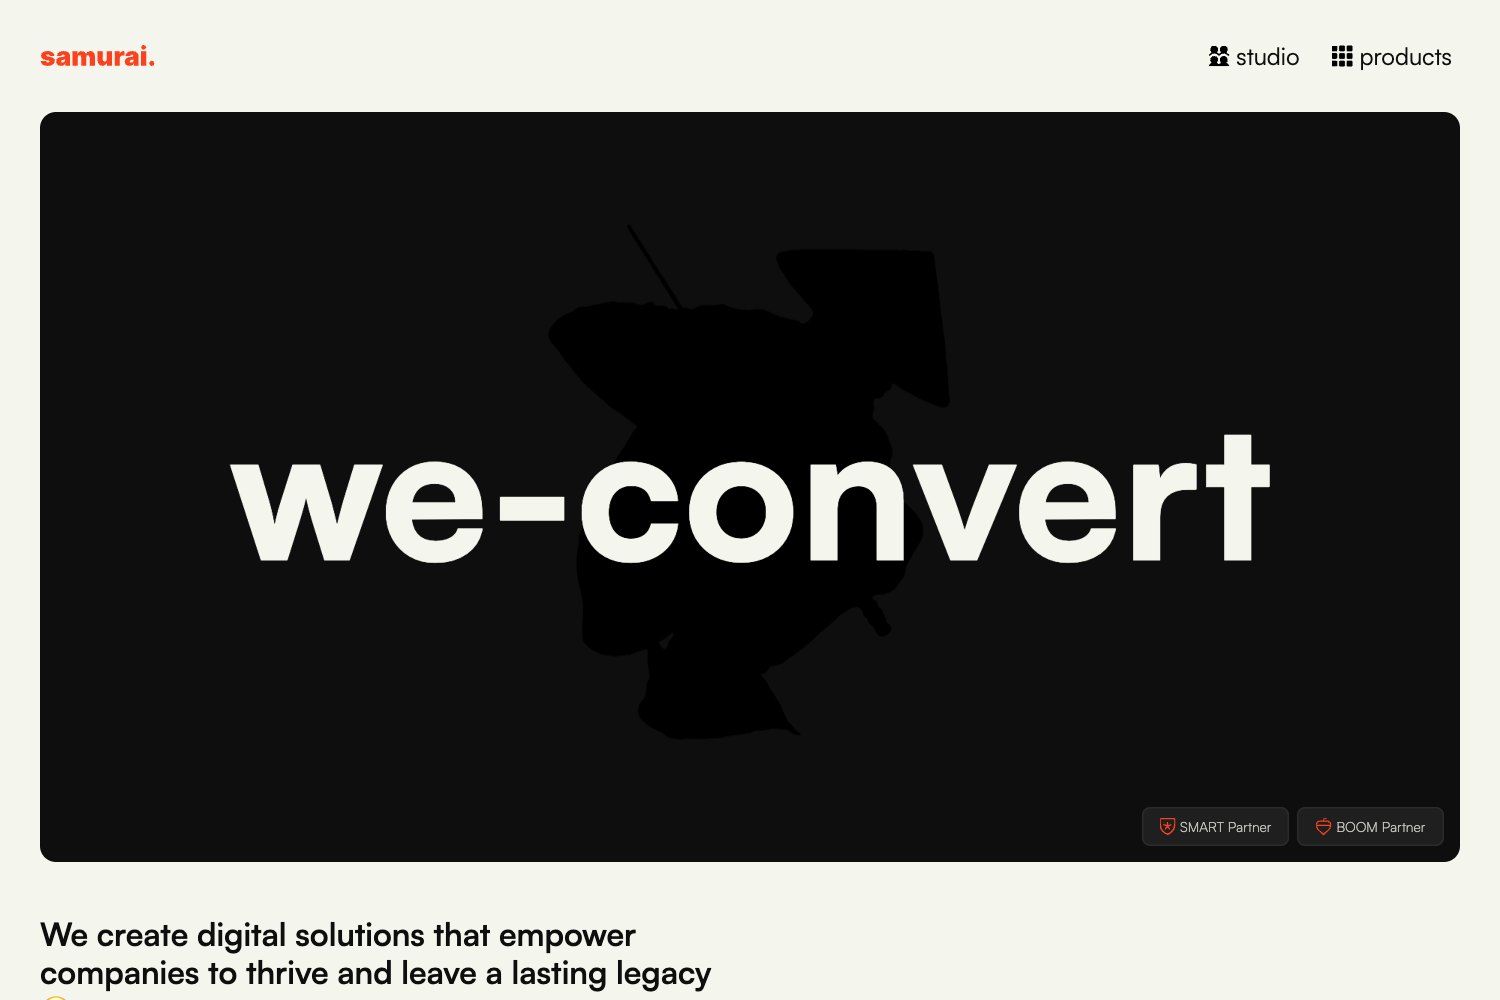 samurai.
studio
products
we-convert
SMART Partner
BOOM Partner
We create digital solutions that empower
companies to thrive and leave a lasting legacy